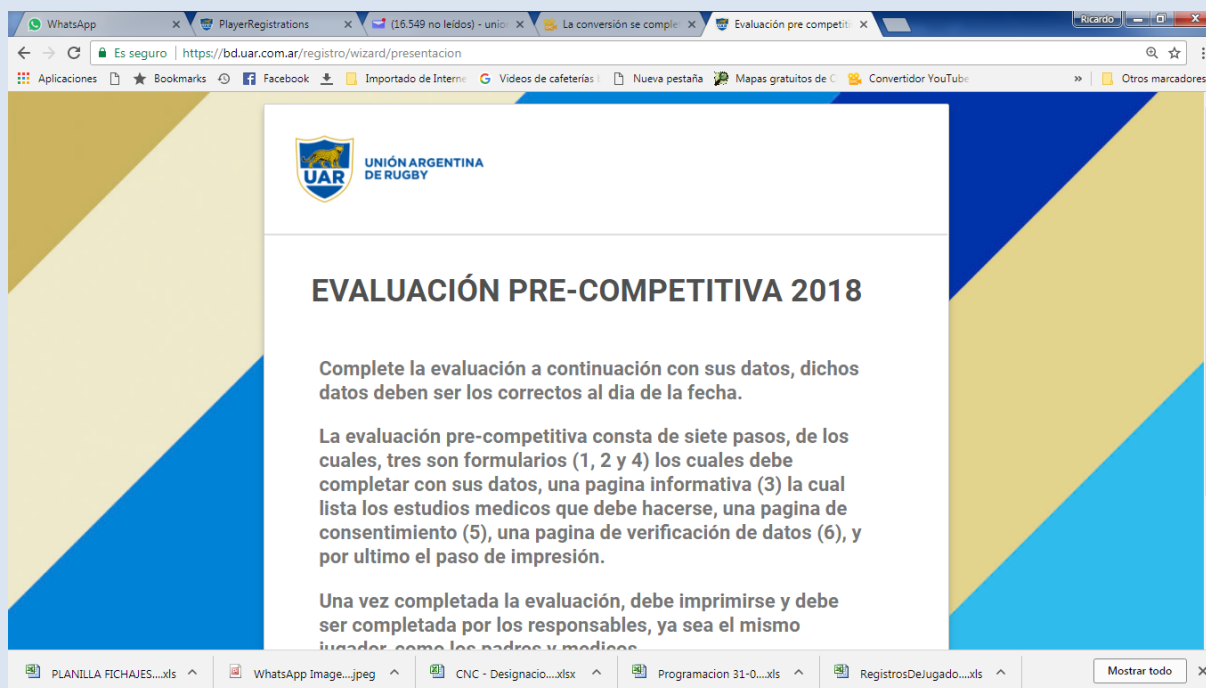 WhatsApp
PlayerRegistrations
(16.549 no leídos) - unio
La conversión se comple
Evaluación pre competiti
Ricardo
Es seguro
https://bd.uar.com.ar/registro/wizard/presentacion
Aplicaciones
Bookmarks
Facebook
Importado de Interne
Videos de cafeterías
Nueva pestaña
Mapas gratuitos de
Convertidor YouTube
»
Otros marcadores
UAR
UNIÓN ARGENTINA
DE RUGBY
EVALUACIÓN PRE-COMPETITIVA 2018
Complete la evaluación a continuación con sus datos, dichos
datos deben ser los correctos al dia de la fecha.
La evaluación pre-competitiva consta de siete pasos, de los
cuales, tres son formularios (1, 2 y 4) los cuales debe
completar con sus datos, una pagina informativa (3) la cual
lista los estudios medicos que debe hacerse, una pagina de
consentimiento (5), una pagina de verificación de datos (6), y
por ultimo el paso de impresión.
Una vez completada la evaluación, debe imprimirse y debe
ser completada por los responsables, ya sea el mismo
jugador, como los padres y medicos.
PLANILLA FICHAJES....xls
WhatsApp Image....jpeg
CNC - Designacio....xlsx
Programacion 31-0....xls
RegistrosDeJugado....xls
Mostrar todo